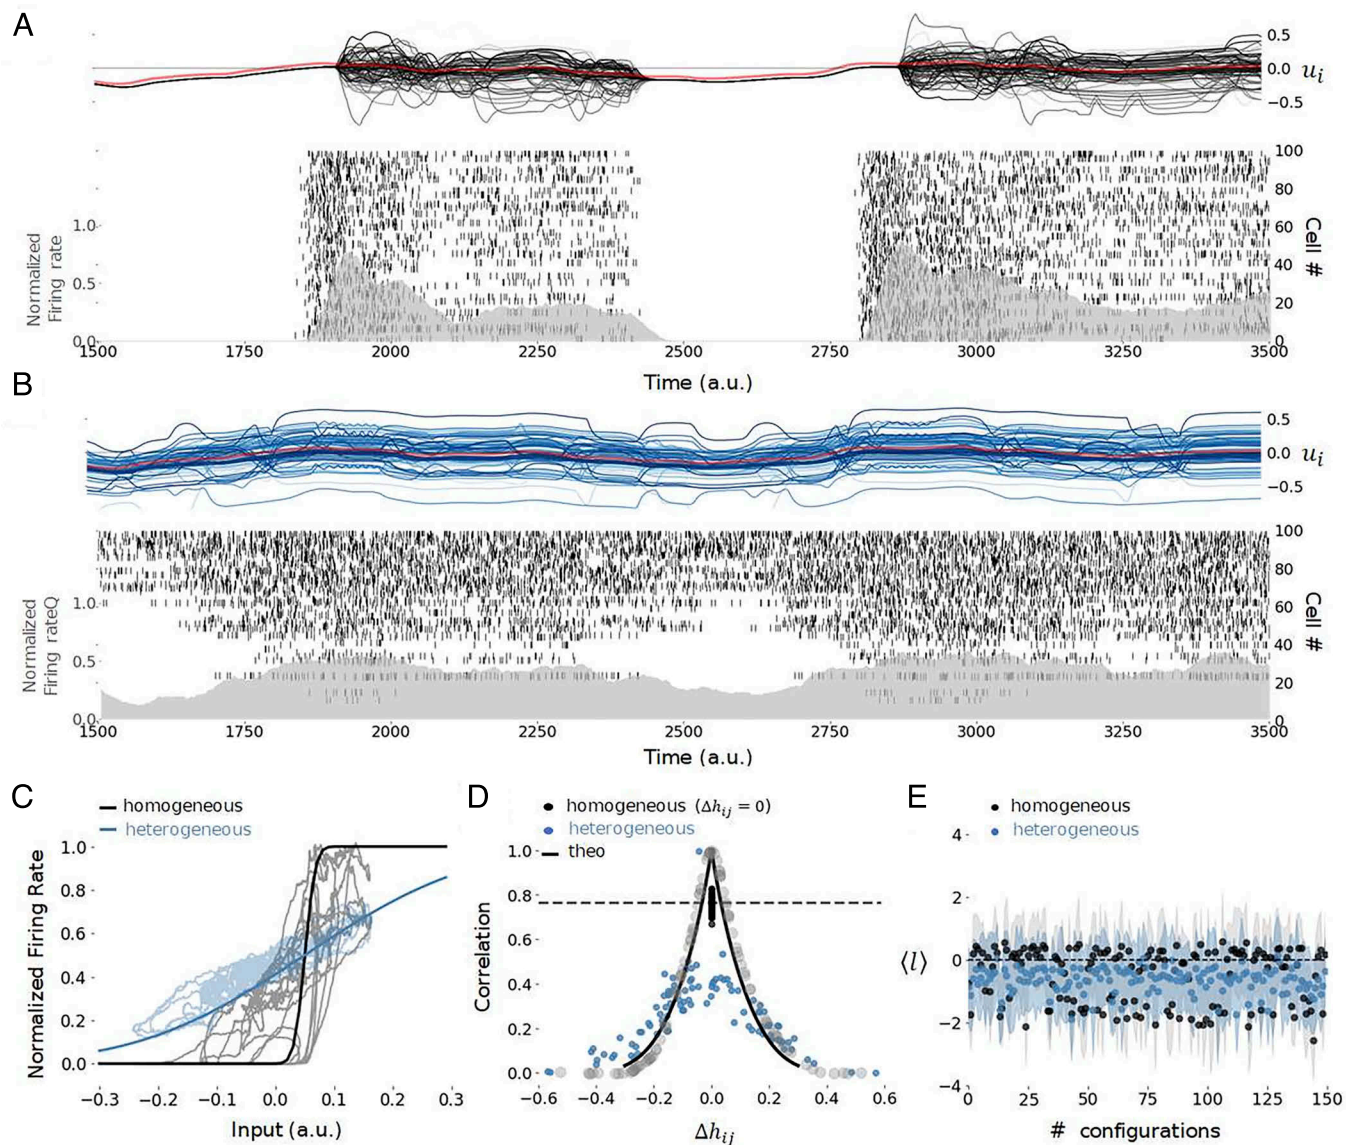 A
0.5
0.0 u_i
−0.5
100
80
1.0
60
0.5
40
20
0.0
0
Normalized
Firing rate
Cell #
1500 1750 2000 2250 2500 2750 3000 3250 3500
Time (a.u.)
B
0.5
0.0 u_i
−0.5
100
80
1.0
60
0.5
40
20
0.0
0
Normalized
Firing rateQ
Cell #
1500 1750 2000 2250 2500 2750 3000 3250 3500
Time (a.u.)
C
homogeneous
heterogeneous
1.0
0.8
0.6
0.4
0.2
0.0
Normalized Firing Rate
−0.3 −0.2 −0.1 0.0 0.1 0.2 0.3
Input (a.u.)
D
homogeneous (Δh_ij = 0)
heterogeneous
theo
1.0
0.8
0.6
0.4
0.2
0.0
Correlation
−0.6 −0.4 −0.2 0.0 0.2 0.4 0.6
Δh_ij
E
homogeneous
heterogeneous
4
2
0
−2
−4
⟨l⟩
0 25 50 75 100 125 150
# configurations